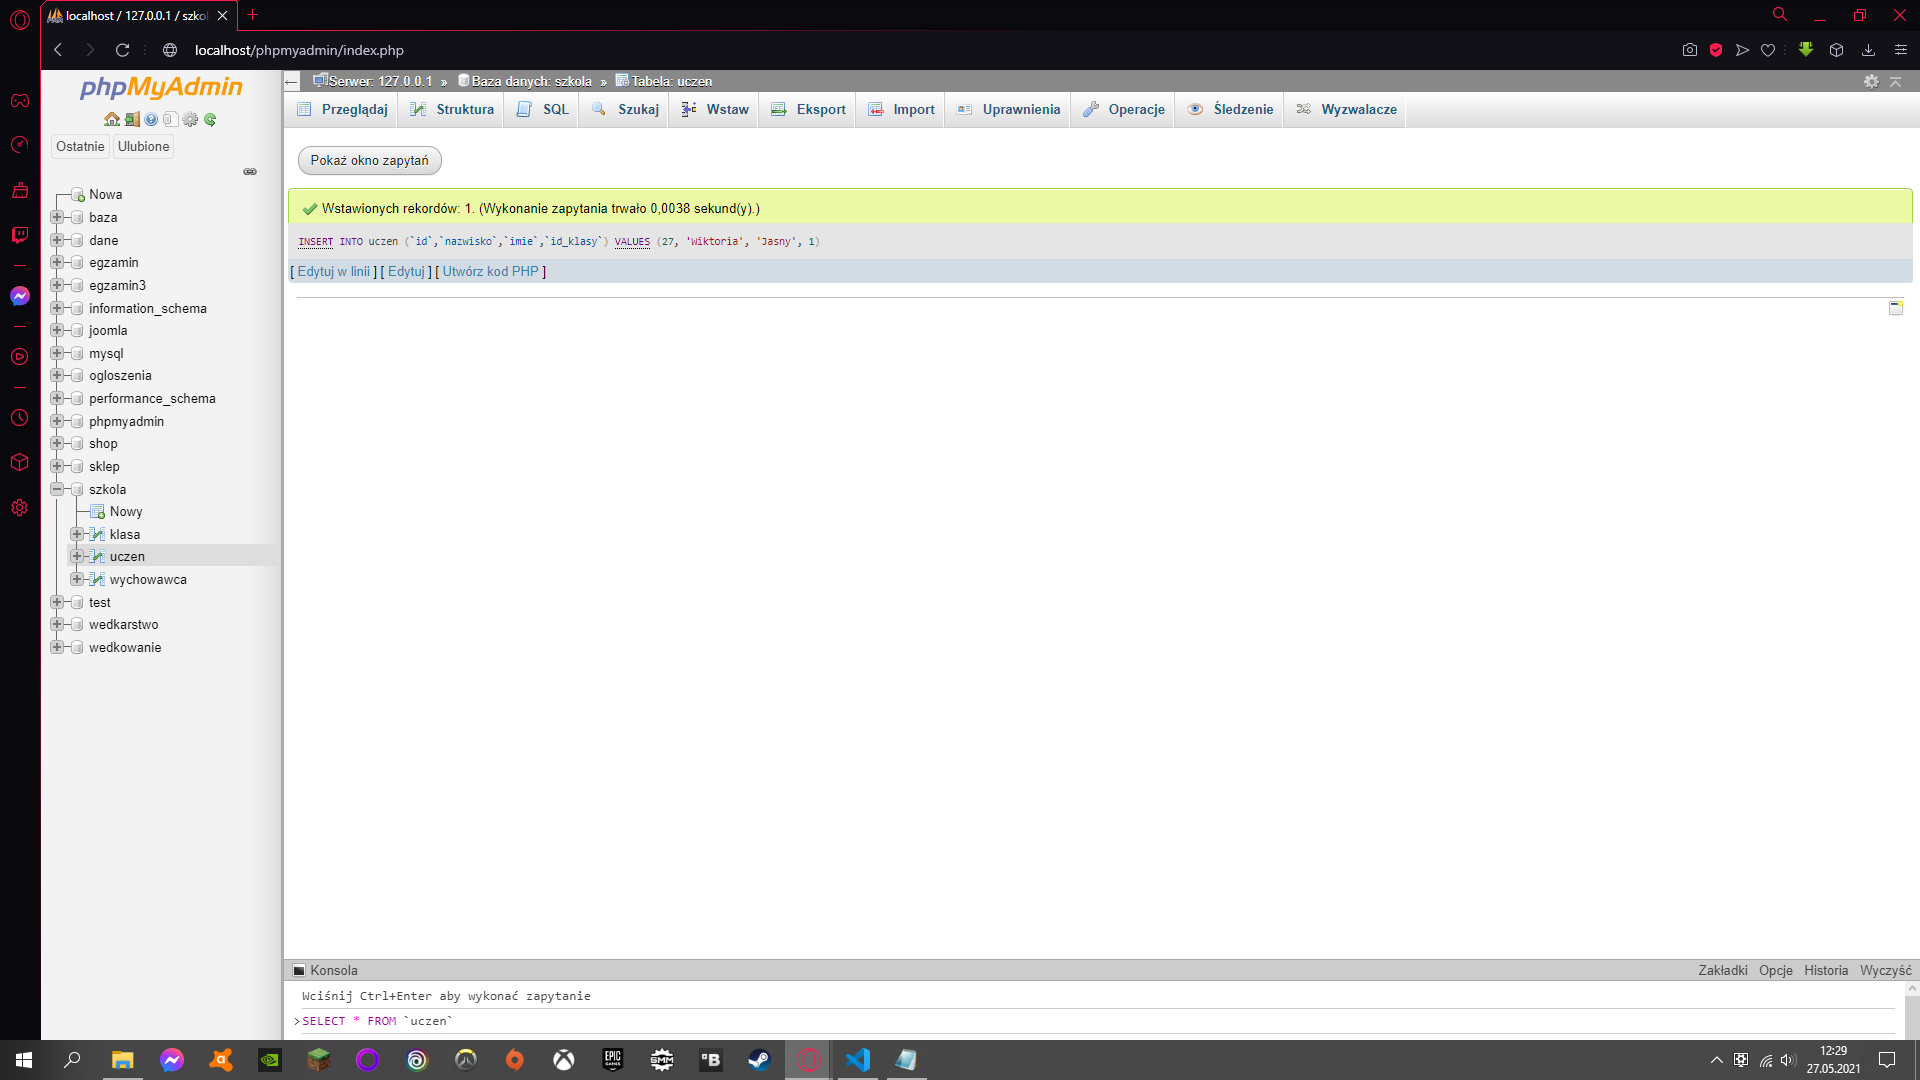 localhost / 127.0.0.1 / szko
localhost/phpmyadmin/index.php
phpMyAdmin
Ostatnie Ulubione
Nowa
baza
dane
egzamin
egzamin3
information_schema
joomla
mysql
ogloszenia
performance_schema
phpmyadmin
shop
sklep
szkola
Nowy
klasa
uczen
wychowawca
test
wedkarstwo
wedkowanie
Serwer: 127.0.0.1 » Baza danych: szkola » Tabela: uczen
Przeglądaj Struktura SQL Szukaj Wstaw Eksport Import Uprawnienia Operacje Śledzenie Wyzwalacze
Pokaż okno zapytań
Wstawionych rekordów: 1. (Wykonanie zapytania trwało 0,0038 sekund(y).)
INSERT INTO uczen (`id`,`nazwisko`,`imie`,`id_klasy`) VALUES (27, 'Wiktoria', 'Jasny', 1)
[ Edytuj w linii ] [ Edytuj ] [ Utwórz kod PHP ]
Konsola Zakładki Opcje Historia Wyczyść
Wciśnij Ctrl+Enter aby wykonać zapytanie
>SELECT * FROM `uczen`
EPIC GAMES
SMM
B
12:29
27.05.2021